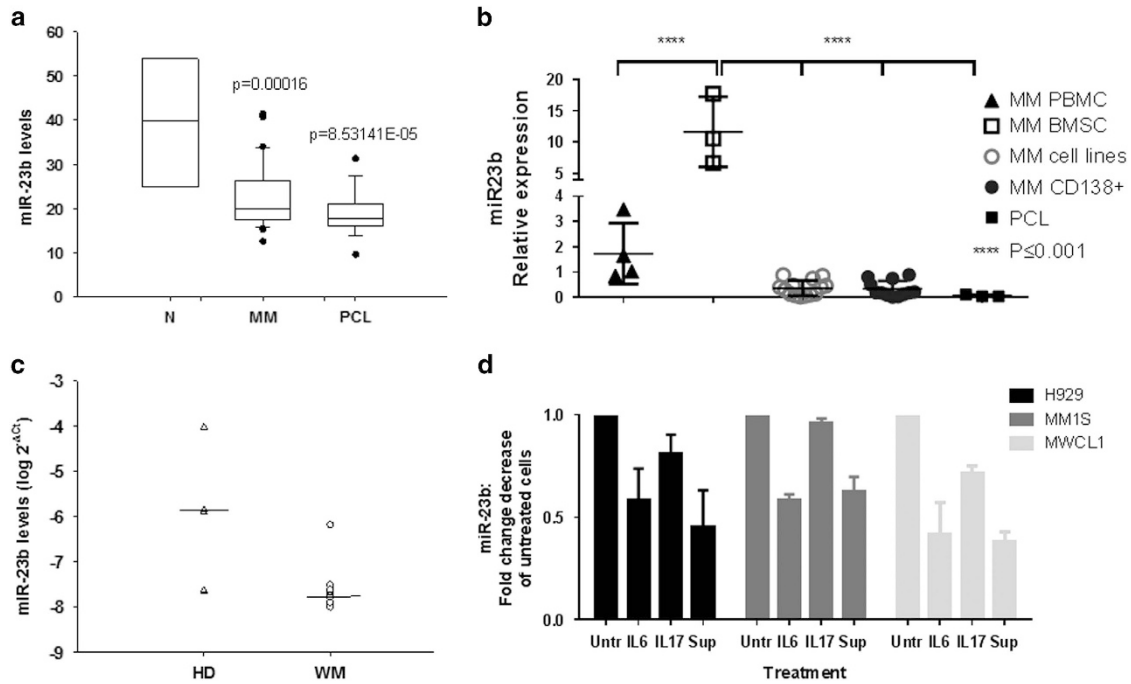 a
mIR-23b levels
60
50
40
30
20
10
0
p=0.00016
p=8.53141E-05
N MM PCL
b
miR23b
Relative expression
**** ****
20
15
10
5
4
3
2
1
0
MM PBMC
MM BMSC
MM cell lines
MM CD138+
PCL
**** P≤0.001
c
mIR-23b levels (log 2-ΔCt)
-3
-4
-5
-6
-7
-8
-9
HD WM
d
miR-23b:
Fold change decrease
of untreated cells
1.0
0.5
0.0
H929
MM1S
MWCL1
Untr IL6 IL17 Sup Untr IL6 IL17 Sup Untr IL6 IL17 Sup
Treatment